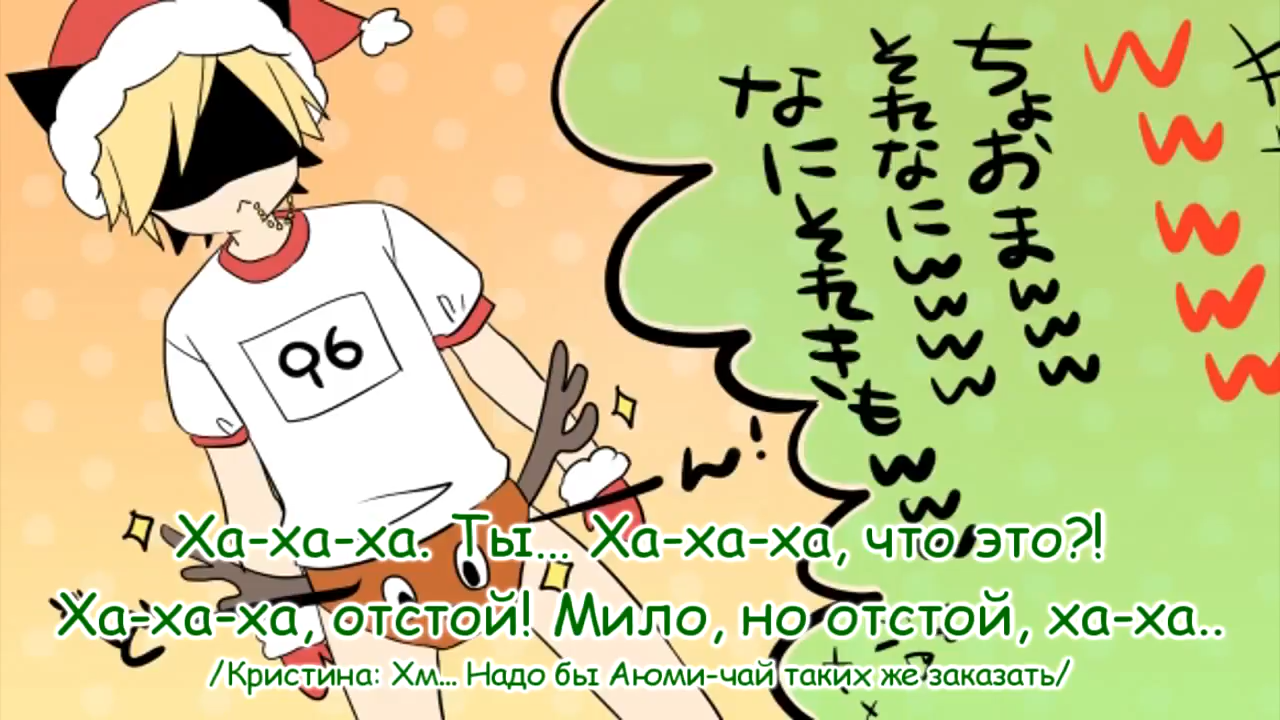 WWWWW
ちょおまwww
それなにwwww
なにそれきもww
96
Ха-ха-ха. Ты... Ха-ха-ха, что это?!
Ха-ха-ха, отстой! Мило, но отстой, ха-ха..
/Кристина: Хм... Надо бы Аюми-чай таких же заказать/